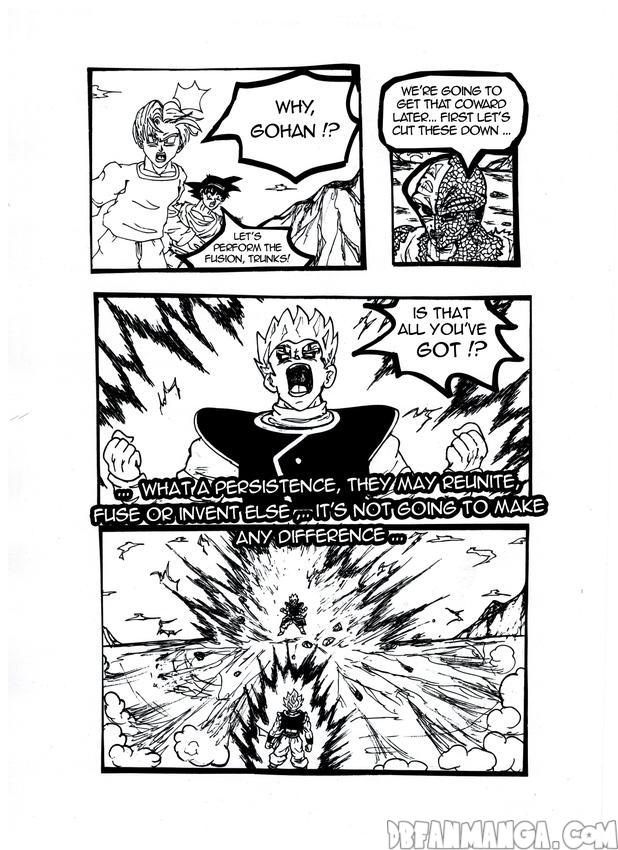 WHY,
GOHAN !?
LET'S
PERFORM THE
FUSION, TRUNKS!
WE'RE GOING TO
GET THAT COWARD
LATER... FIRST LET'S
CUT THESE DOWN ...
IS THAT
ALL YOU'VE
GOT !?
... WHAT A PERSISTENCE, THEY MAY REUNITE,
FUSE OR INVENT ELSE ... IT'S NOT GOING TO MAKE
ANY DIFFERENCE ...
DBFANMANGA.COM